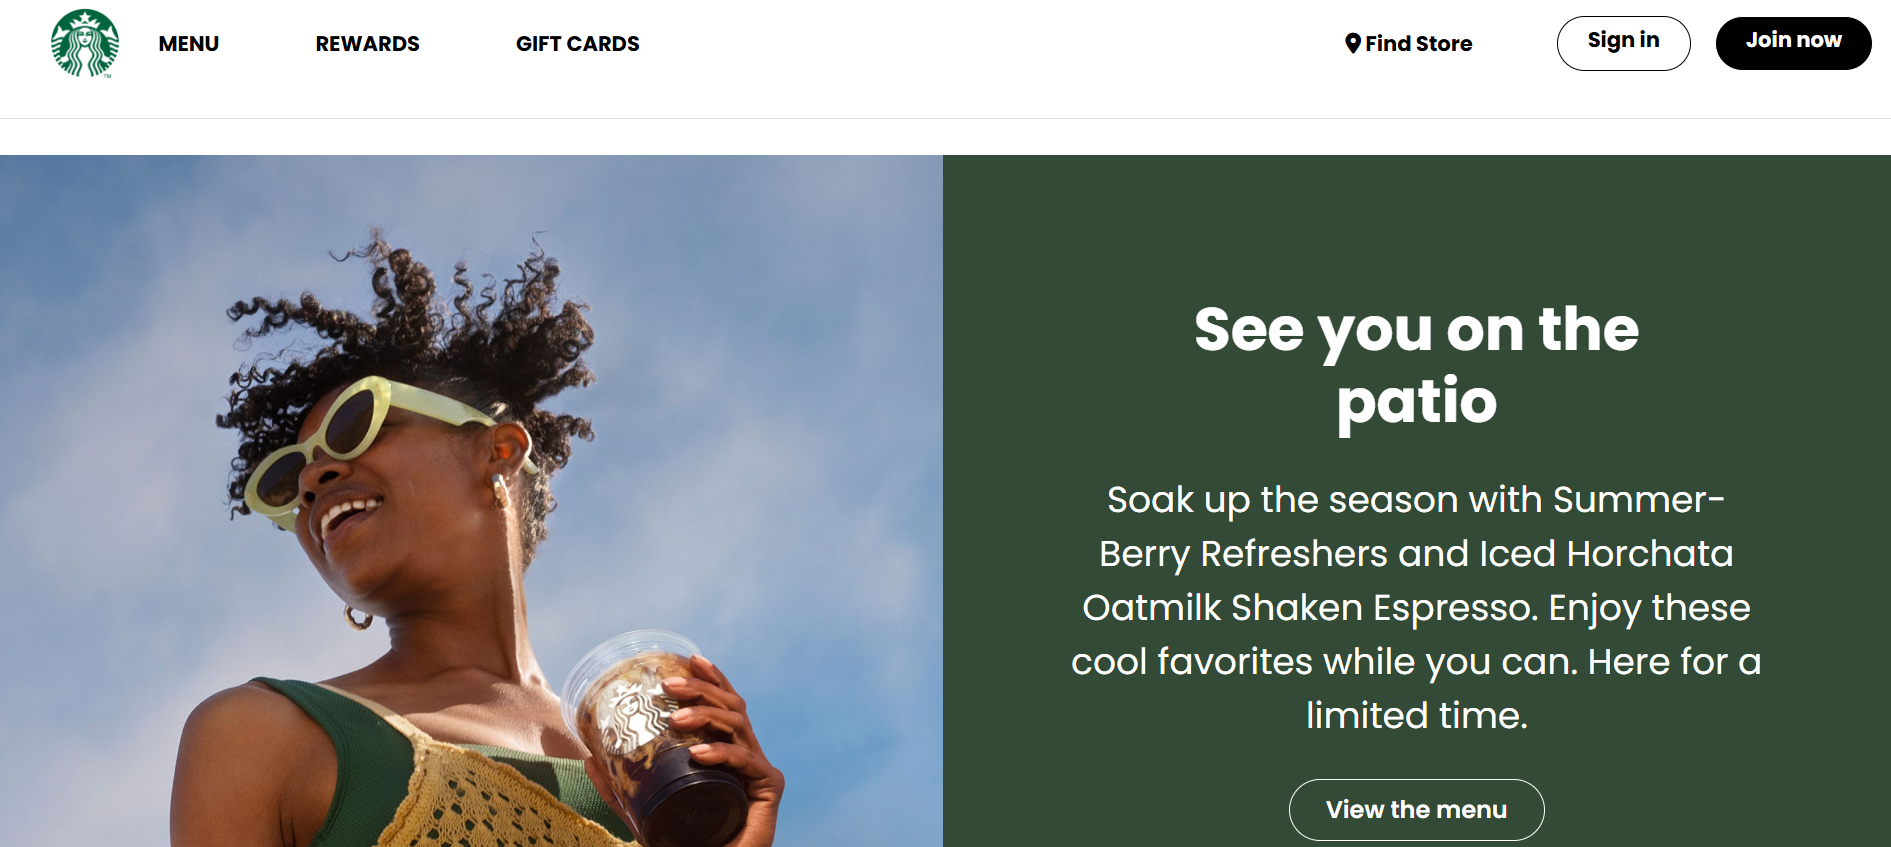 MENU
REWARDS
GIFT CARDS
Find Store
Sign in
Join now
TM
See you on the
patio
Soak up the season with Summer-
Berry Refreshers and Iced Horchata
Oatmilk Shaken Espresso. Enjoy these
cool favorites while you can. Here for a
limited time.
View the menu